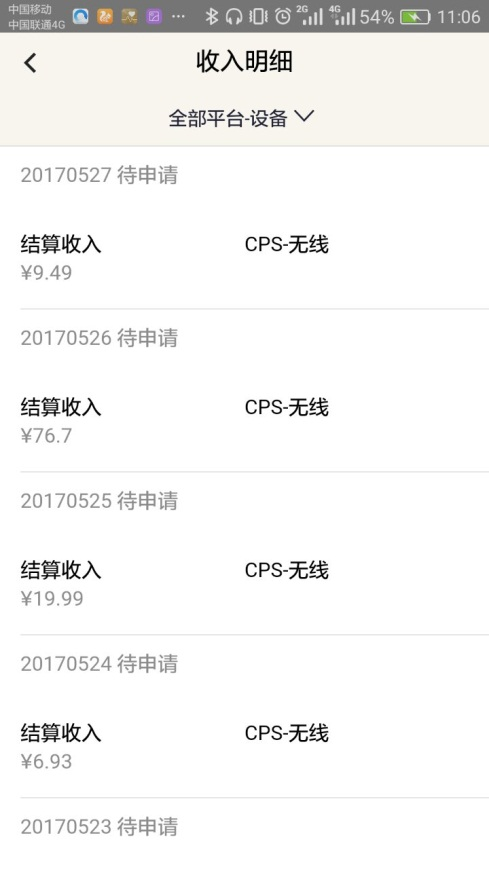 中国移动
中国联通4G
2G
4G
54%
11:06
收入明细
全部平台-设备
20170527 待申请
结算收入
CPS-无线
¥9.49
20170526 待申请
结算收入
CPS-无线
¥76.7
20170525 待申请
结算收入
CPS-无线
¥19.99
20170524 待申请
结算收入
CPS-无线
¥6.93
20170523 待申请